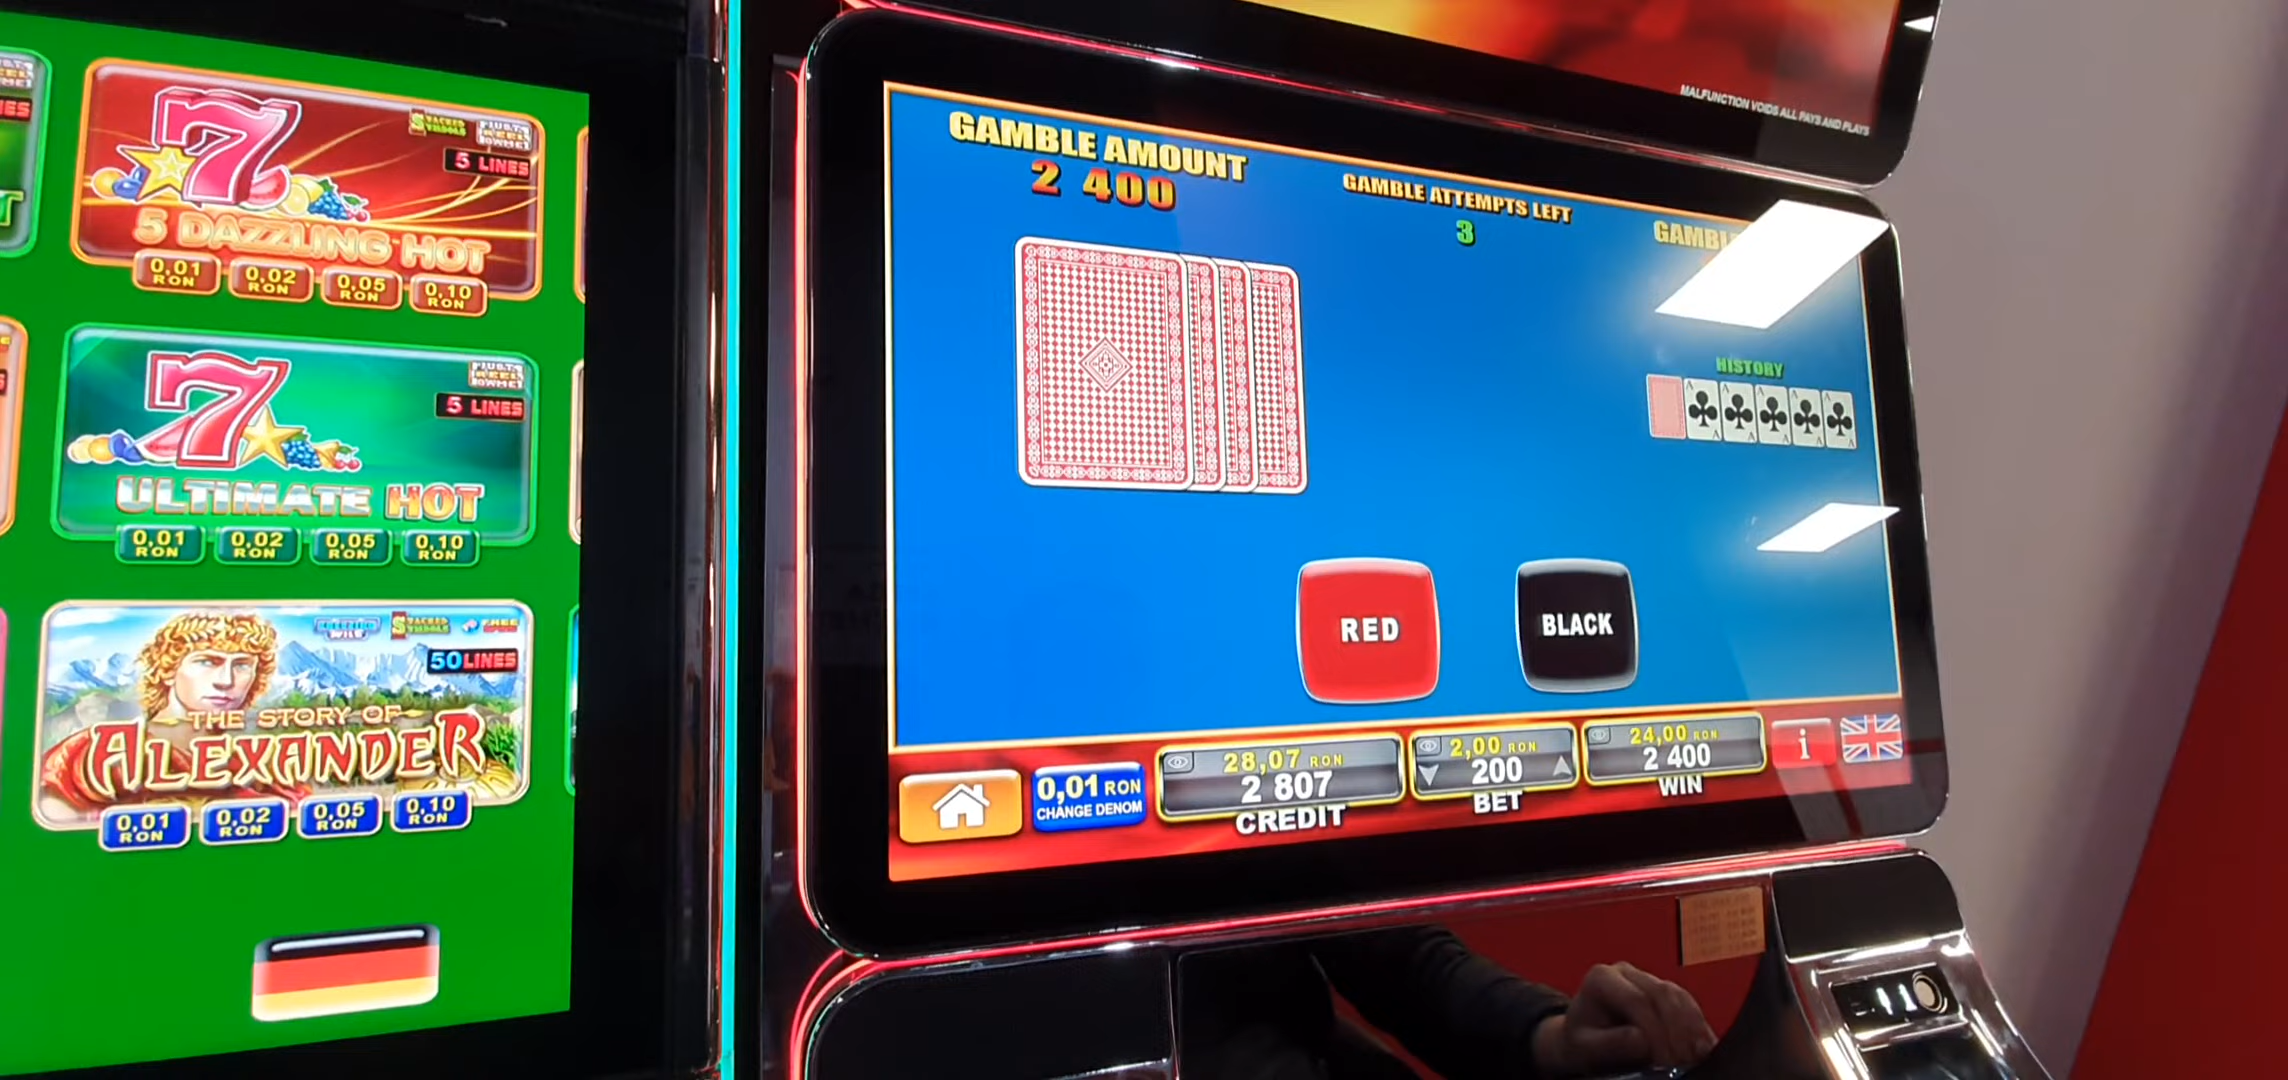 5 LINES
5 DAZZLING HOT
0,01 RON
0,02 RON
0,05 RON
0,10 RON
5 LINES
ULTIMATE HOT
0,01 RON
0,02 RON
0,05 RON
0,10 RON
50 LINES
THE STORY OF
ALEXANDER
0,01 RON
0,02 RON
0,05 RON
0,10 RON
MALFUNCTION VOIDS ALL PAYS AND PLAYS
GAMBLE AMOUNT
2 400
GAMBLE ATTEMPTS LEFT
3
HISTORY
A A A A A
RED
BLACK
0,01 RON
CHANGE DENOM
28,07 RON
2 807
CREDIT
2,00 RON
200
BET
24,00 RON
2 400
WIN
i